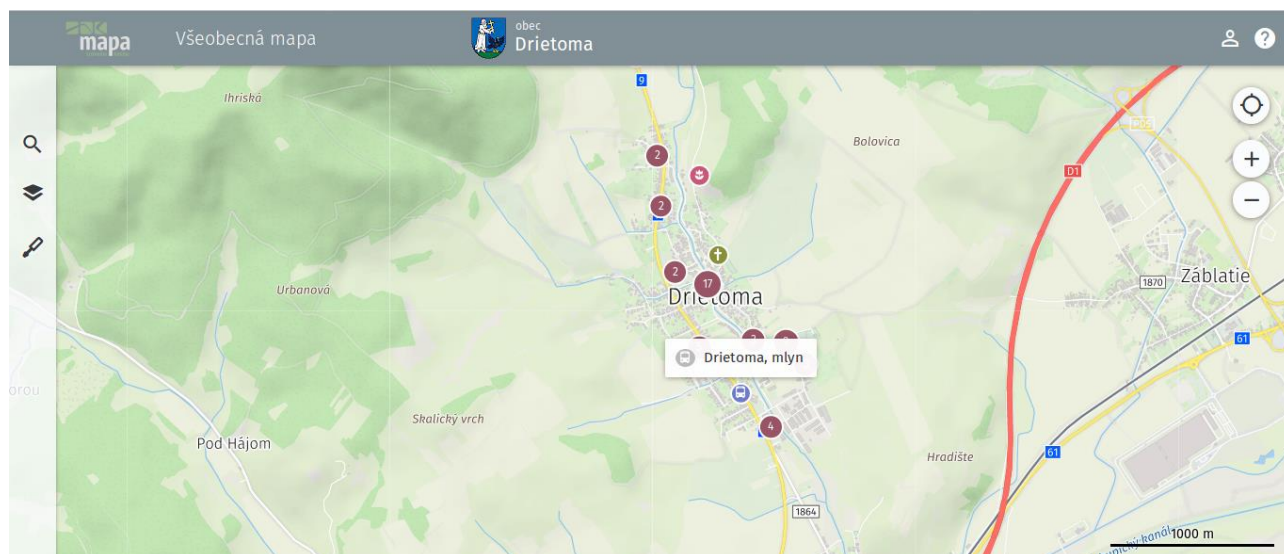 mapa
Všeobecná mapa
obec
Drietoma
?
9
Ihriská
2
Bolovica
D1
2
2
17
Drietoma
Urbanová
1870
Záblatie
61
Drietoma, mlyn
Skalický vrch
4
Pod Hájom
Hradište
61
1864
1000 m